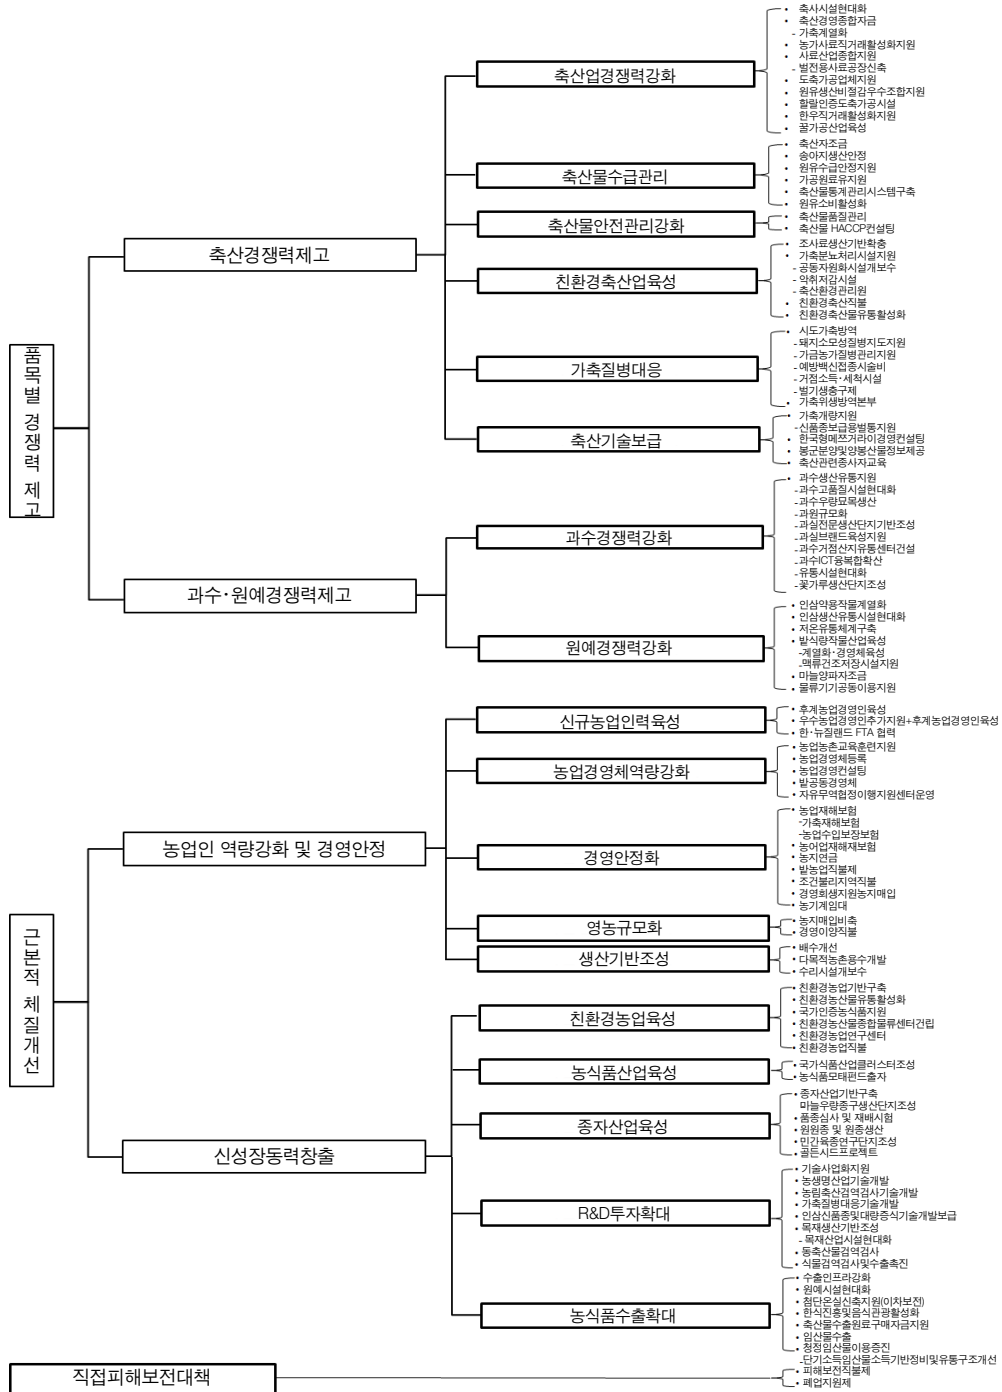 품목별 경쟁력 제고
축산경쟁력제고
축산업경쟁력강화
• 축사시설현대화
• 축산경영종합자금
- 가축계열화
• 농가사료직거래활성화지원
• 사료산업종합지원
- 벌전용사료공장신축
• 도축가공업체지원
• 원유생산비절감우수조합지원
• 할랄인증도축가공시설
• 한우직거래활성화지원
• 꿀가공산업육성
축산물수급관리
• 축산자조금
• 송아지생산안정
• 원유수급안정지원
• 가공원료유지원
• 축산물통계관리시스템구축
• 원유소비활성화
축산물안전관리강화
• 축산물품질관리
• 축산물 HACCP컨설팅
친환경축산업육성
• 조사료생산기반확충
• 가축분뇨처리시설지원
- 공동자원화시설개보수
- 악취저감시설
- 축산환경관리원
• 친환경축산직불
• 친환경축산물유통활성화
가축질병대응
• 시도가축방역
- 돼지소모성질병지도지원
- 가금농가질병관리지원
- 예방백신접종시술비
- 거점소독·세척시설
- 벌기생충구제
• 가축위생방역본부
축산기술보급
• 가축개량지원
- 신품종보급용벌통지원
• 한국형메쯔거라이경영컨설팅
• 봉군분양및양봉산물정보제공
• 축산관련종사자교육
과수·원예경쟁력제고
과수경쟁력강화
• 과수생산유통지원
- 과수고품질시설현대화
- 과수우량묘목생산
- 과원규모화
- 과실전문생산단지기반조성
- 과실브랜드육성지원
- 과수거점산지유통센터건설
- 과수ICT융복합확산
- 유통시설현대화
- 꽃가루생산단지조성
원예경쟁력강화
• 인삼약용작물계열화
• 인삼생산유통시설현대화
• 저온유통체계구축
• 밭식량작물산업육성
-계열화·경영체육성
-맥류건조저장시설지원
• 마늘양파자조금
• 물류기기공동이용지원
근본적 체질개선
농업인 역량강화 및 경영안정
신규농업인력육성
• 후계농업경영인육성
• 우수농업경영인추가지원+후계농업경영인육성
• 한·뉴질랜드 FTA 협력
농업경영체역량강화
• 농업농촌교육훈련지원
• 농업경영체등록
• 농업경영컨설팅
• 밭공동경영체
• 자유무역협정이행지원센터운영
경영안정화
• 농업재해보험
-가축재해보험
-농업수입보장보험
• 농어업재해재보험
• 농지연금
• 밭농업직불제
• 조건불리지역직불
• 경영회생지원농지매입
• 농기계임대
영농규모화
• 농지매입비축
• 경영이양직불
생산기반조성
• 배수개선
• 다목적농촌용수개발
• 수리시설개보수
신성장동력창출
친환경농업육성
• 친환경농업기반구축
• 친환경농산물유통활성화
• 국가인증농식품지원
• 친환경농산물종합물류센터건립
• 친환경농업연구센터
• 친환경농업직불
농식품산업육성
• 국가식품산업클러스터조성
• 농식품모태펀드출자
종자산업육성
• 종자산업기반구축
마늘우량종구생산단지조성
• 품종심사 및 재배시험
• 원원종 및 원종생산
• 민간육종연구단지조성
• 골든시드프로젝트
R&D투자확대
• 기술사업화지원
• 농생명산업기술개발
• 농림축산검역검사기술개발
• 가축질병대응기술개발
• 인삼신품종및대량증식기술개발보급
• 목재생산기반조성
- 목재산업시설현대화
• 동축산물검역검사
• 식물검역검사및수출촉진
농식품수출확대
• 수출인프라강화
• 원예시설현대화
• 첨단온실신축지원(이차보전)
• 한식진흥및음식관광활성화
• 축산물수출원료구매자금지원
• 임산물수출
• 청정임산물이용증진
-단기소득임산물소득기반정비및유통구조개선
직접피해보전대책
• 피해보전직불제
• 폐업지원제